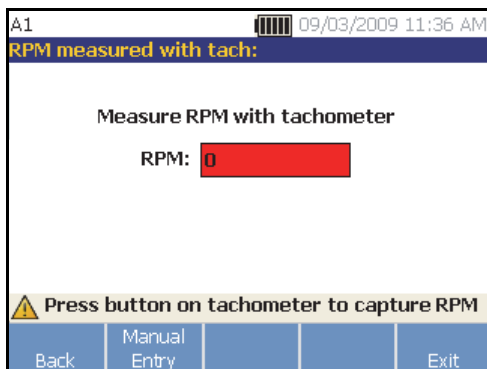 A1 09/03/2009 11:36 AM
RPM measured with tach:
Measure RPM with tachometer
RPM: 0
Press button on tachometer to capture RPM
Back Manual Entry Exit